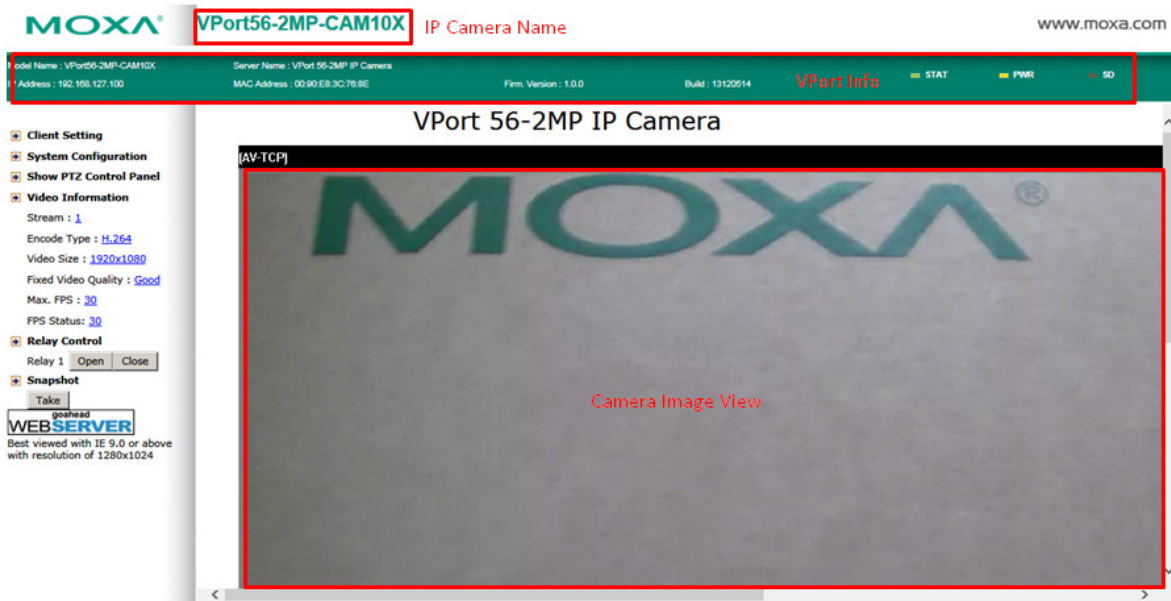 MOXA®
VPort56-2MP-CAM10X
IP Camera Name
www.moxa.com
Model Name : VPort56-2MP-CAM10X
Server Name : VPort 56-2MP IP Camera
IP Address : 192.168.127.100
MAC Address : 00:90:E8:3C:76:8E
Firm. Version : 1.0.0
Build : 13120514
VPort Info
STAT
PWR
SD
VPort 56-2MP IP Camera
Client Setting
System Configuration
Show PTZ Control Panel
Video Information
Stream : 1
Encode Type : H.264
Video Size : 1920x1080
Fixed Video Quality : Good
Max. FPS : 30
FPS Status: 30
Relay Control
Relay 1 Open Close
Snapshot
Take
goahead
WEBSERVER
Best viewed with IE 9.0 or above
with resolution of 1280x1024
(AV-TCP)
MOXA®
Camera Image View